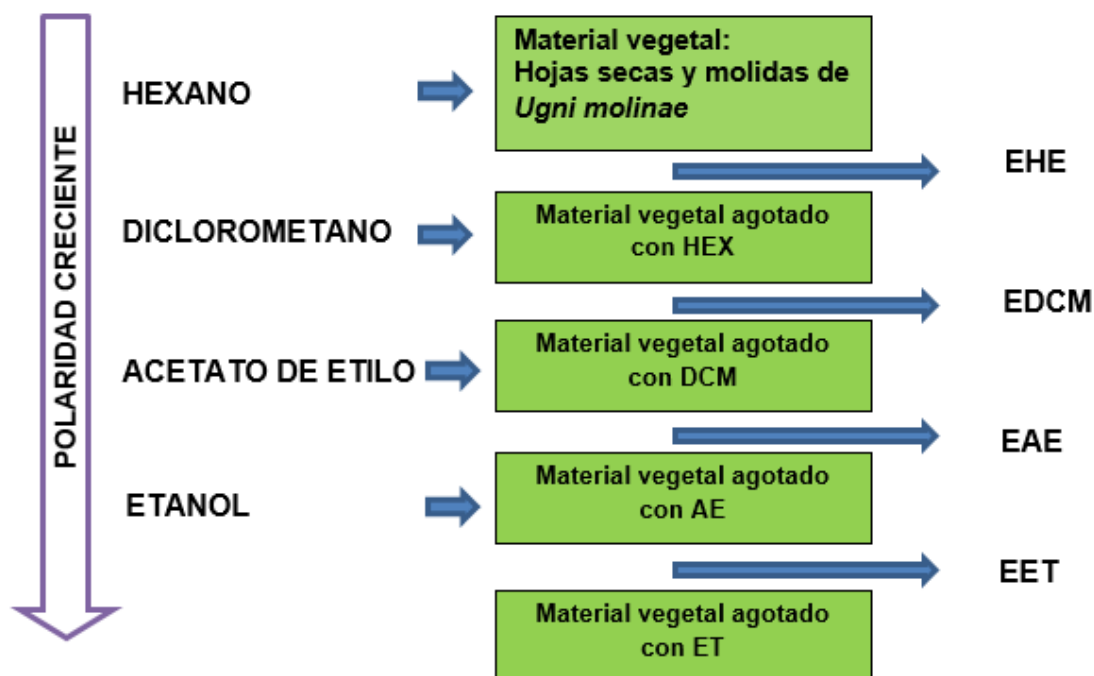 POLARIDAD CRECIENTE
HEXANO
Material vegetal:
Hojas secas y molidas de
Ugni molinae
EHE
DICLOROMETANO
Material vegetal agotado
con HEX
EDCM
ACETATO DE ETILO
Material vegetal agotado
con DCM
EAE
ETANOL
Material vegetal agotado
con AE
EET
Material vegetal agotado
con ET